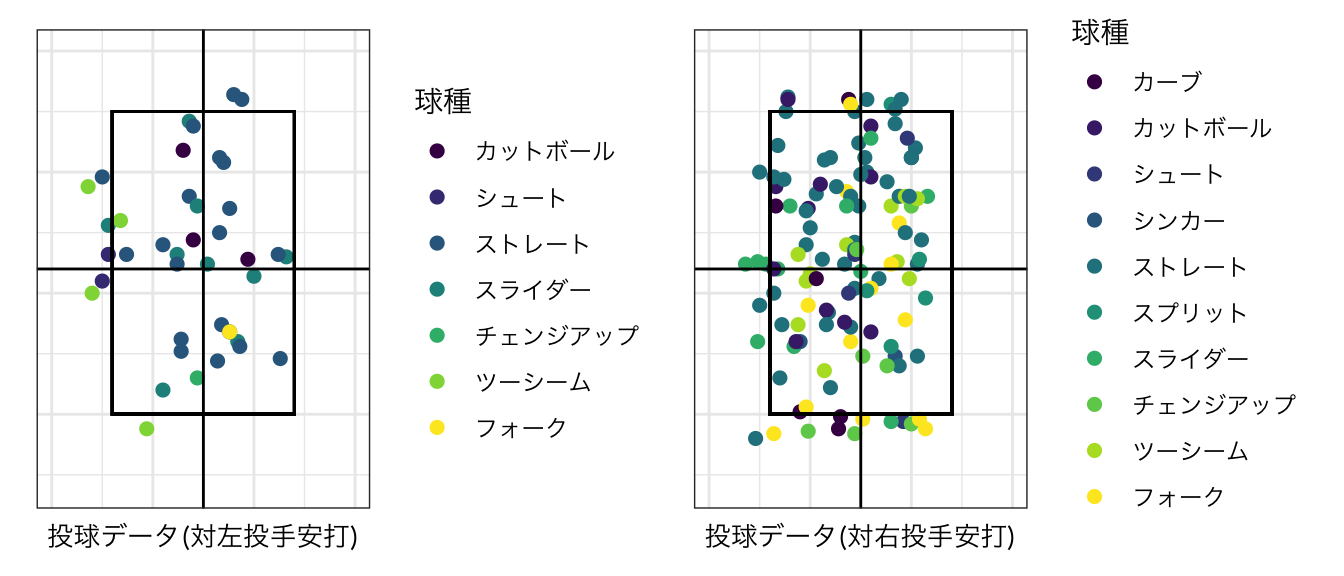 球種
カットボール
シュート
ストレート
スライダー
チェンジアップ
ツーシーム
フォーク
投球データ(対左投手安打)
球種
カーブ
カットボール
シュート
シンカー
ストレート
スプリット
スライダー
チェンジアップ
ツーシーム
フォーク
投球データ(対右投手安打)